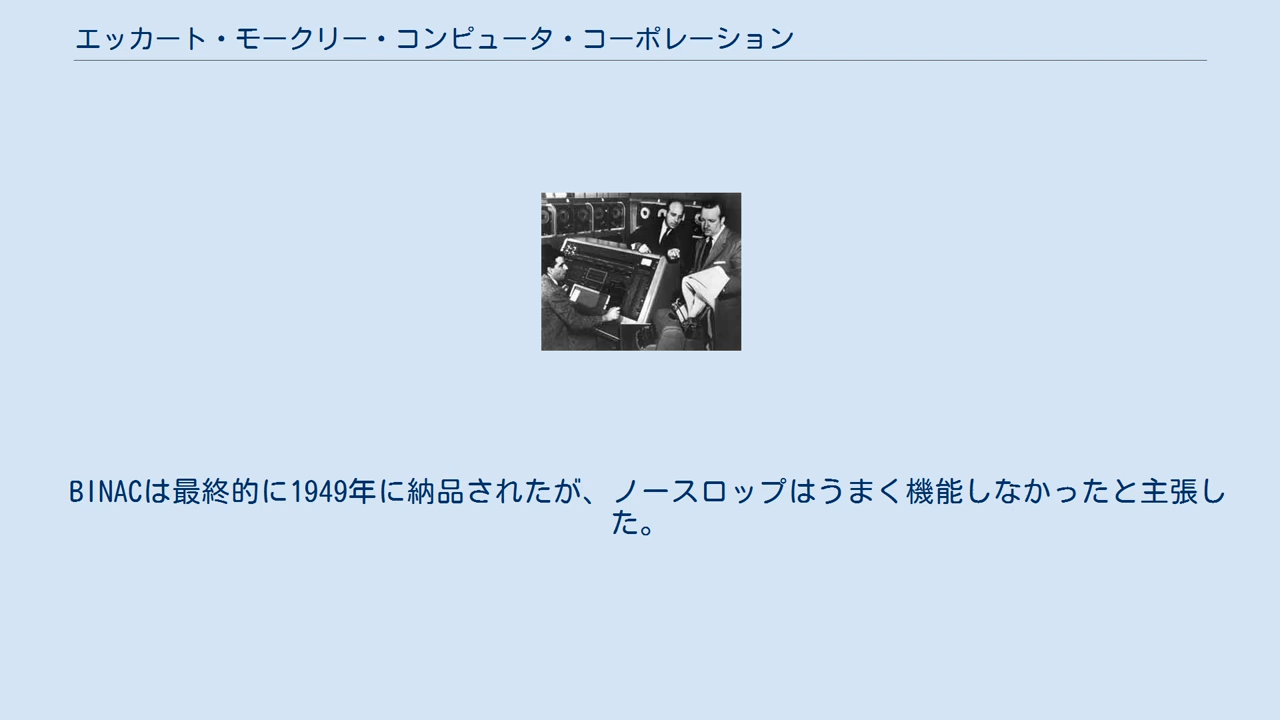 エッカート・モークリー・コンピュータ・コーポレーション
BINACは最終的に1949年に納品されたが、ノースロップはうまく機能しなかったと主張し
た。